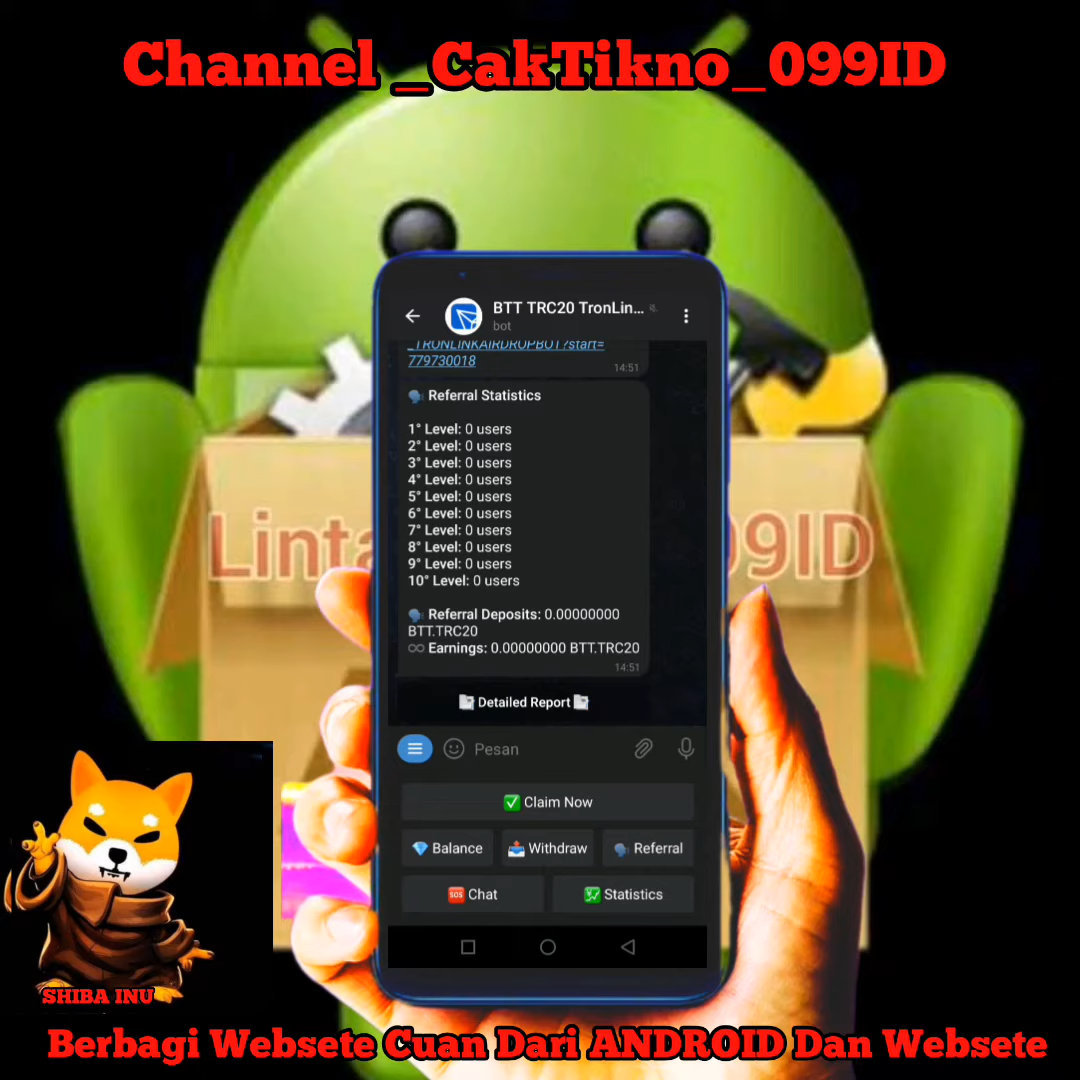 Channel _CakTikno_099ID
BTT TRC20 TronLin...
bot
_TRONLINKAIRDROPBOT?start=
779730018
14:51
Referral Statistics
1° Level: 0 users
2° Level: 0 users
3° Level: 0 users
4° Level: 0 users
5° Level: 0 users
6° Level: 0 users
7° Level: 0 users
8° Level: 0 users
9° Level: 0 users
10° Level: 0 users
Referral Deposits: 0.00000000
BTT.TRC20
Earnings: 0.00000000 BTT.TRC20
14:51
Detailed Report
Pesan
Claim Now
Balance
Withdraw
Referral
SOS Chat
Statistics
SHIBA INU
Berbagi Websete Cuan Dari ANDROID Dan Websete